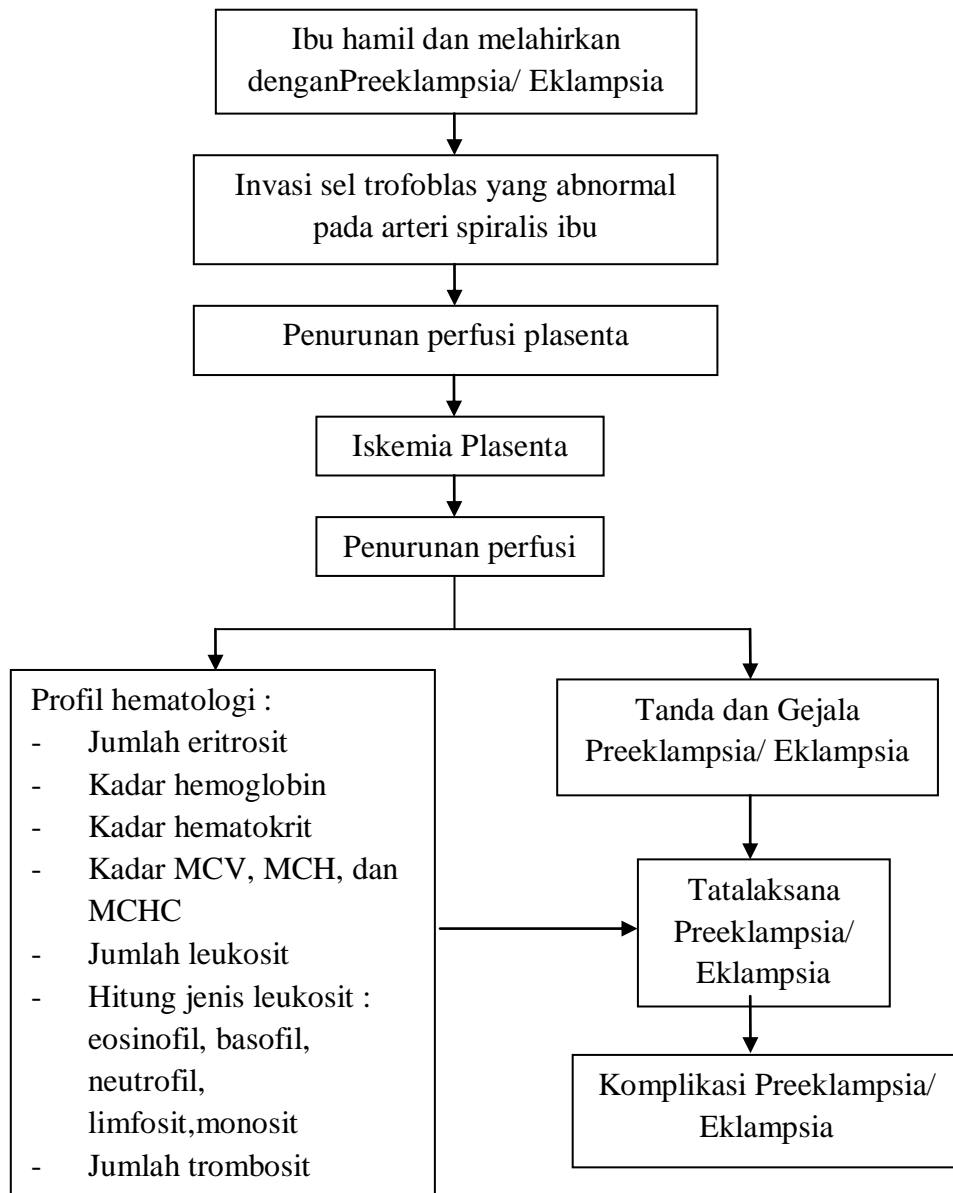 Ibu hamil dan melahirkan
denganPreeklampsia/ Eklampsia
Invasi sel trofoblas yang abnormal
pada arteri spiralis ibu
Penurunan perfusi plasenta
Iskemia Plasenta
Penurunan perfusi
Profil hematologi :
- Jumlah eritrosit
- Kadar hemoglobin
- Kadar hematokrit
- Kadar MCV, MCH, dan
MCHC
- Jumlah leukosit
- Hitung jenis leukosit :
eosinofil, basofil,
neutrofil,
limfosit,monosit
- Jumlah trombosit
Tanda dan Gejala
Preeklampsia/ Eklampsia
Tatalaksana
Preeklampsia/
Eklampsia
Komplikasi Preeklampsia/
Eklampsia